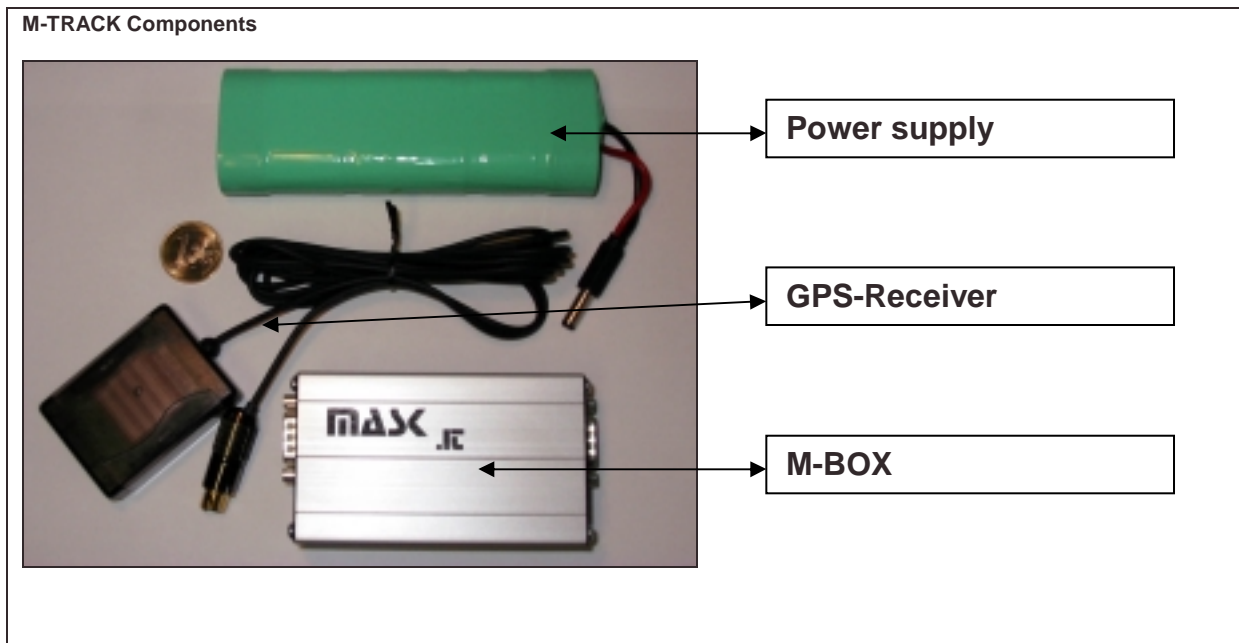 M-TRACK Components
Power supply
GPS-Receiver
MASK .IT
M-BOX